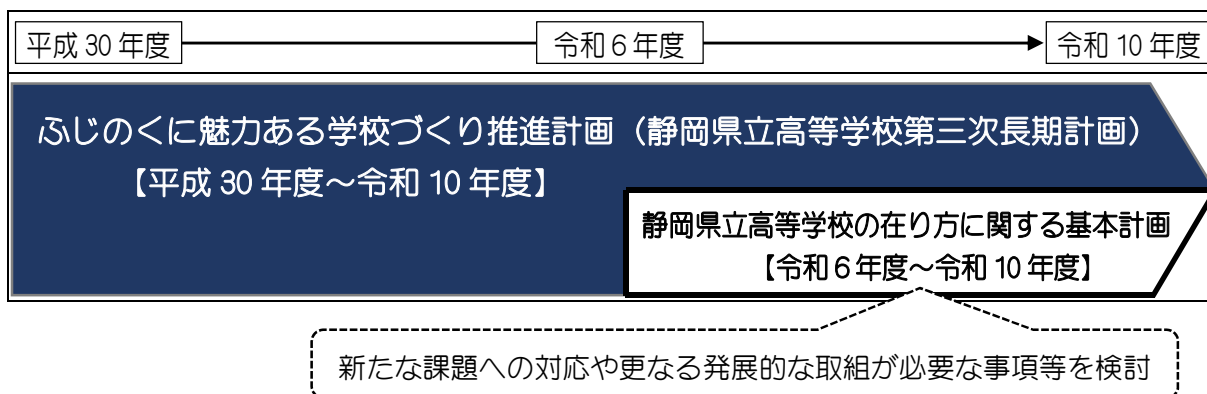 平成 30 年度
令和６年度
令和 10 年度
ふじのくに魅力ある学校づくり推進計画（静岡県立高等学校第三次長期計画）
【平成 30 年度～令和 10 年度】
静岡県立高等学校の在り方に関する基本計画
【令和６年度～令和 10 年度】
新たな課題への対応や更なる発展的な取組が必要な事項等を検討